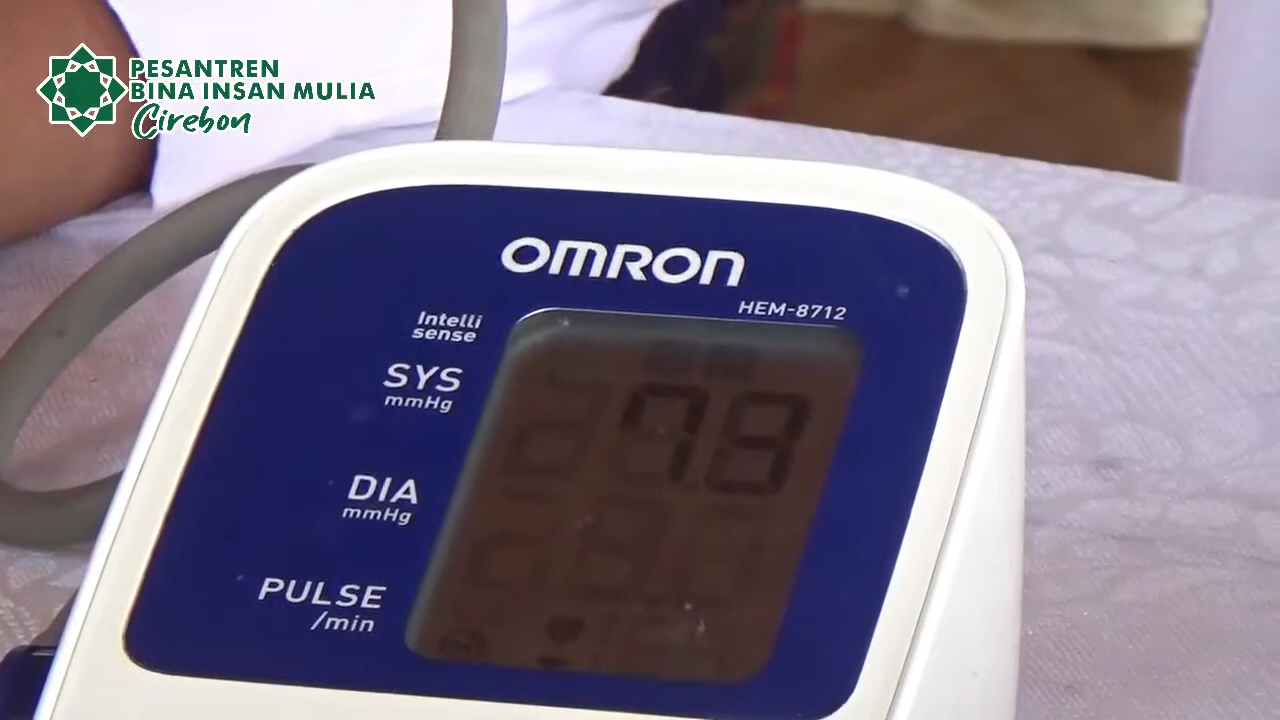 PESANTREN
BINA INSAN MULIA
Cirebon
OMRON
HEM-8712
Intelli
sense
SYS
mmHg
78
DIA
mmHg
PULSE
/min